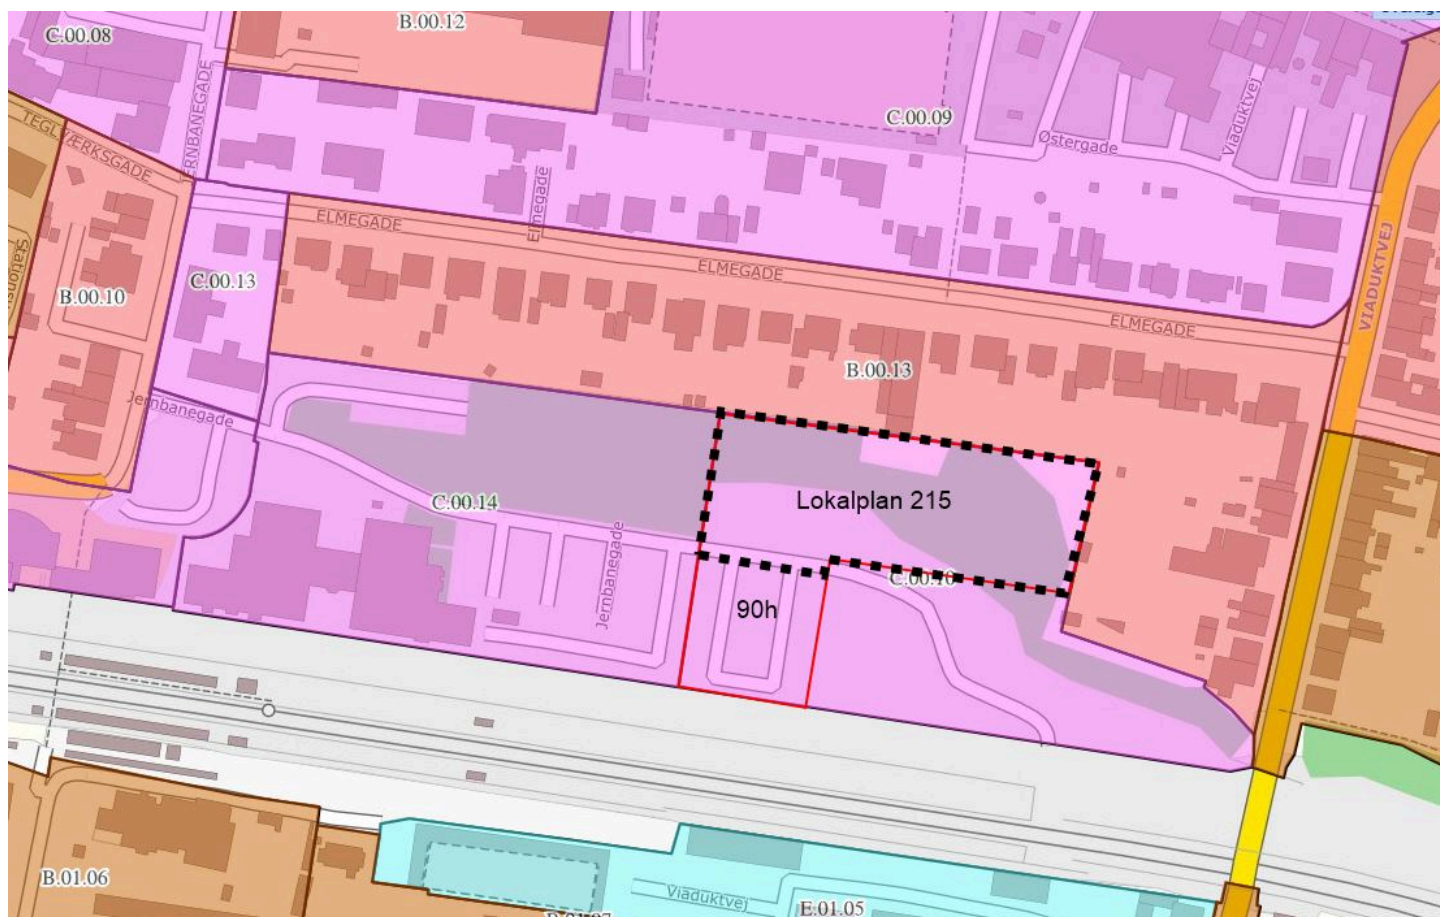 B.00.12
C.00.08
JERNBANEGADE
C.00.09
Viaduktvej
Østergade
TEGLVÆRKSGADE
Elmegade
ELMEGADE
ELMEGADE
ELMEGADE
VIADUKTVEJ
C.00.13
B.00.10
B.00.13
Jernbanegade
Lokalplan 215
C.00.14
Jernbanegade
90h
B.01.06
Viaduktvej
E.01.05